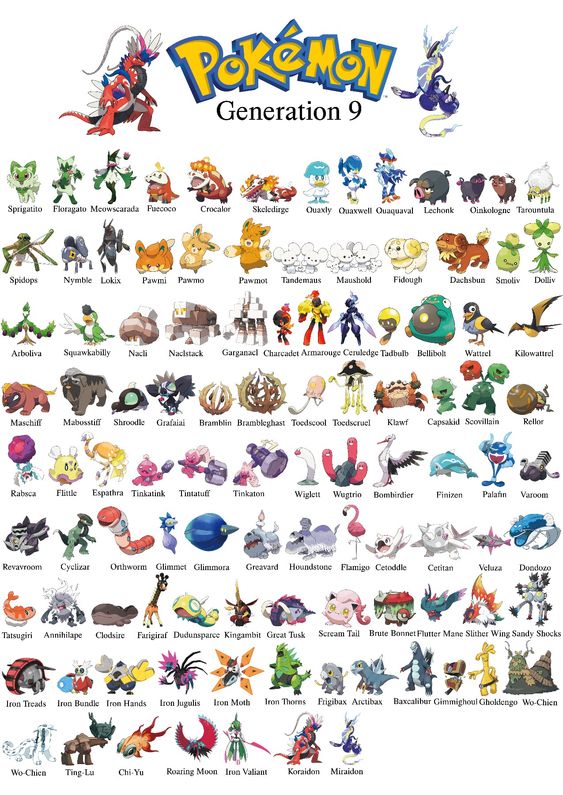 POKéMON
Generation 9
Sprigatito Floragato Meowscarada Fuecoco Crocalor Skeledirge Quaxly Quaxwell Quaquaval Lechonk Oinkologne Tarountula
Spidops Nymble Lokix Pawmi Pawmo Pawmot Tandemaus Maushold Fidough Dachsbun Smoliv Dolliv
Arboliva Squawkabilly Nacli Naclstack Garganacl Charcadet Armarouge Ceruledge Tadbulb Bellibolt Wattrel Kilowattrel
Maschiff Mabosstiff Shroodle Grafaiai Bramblin Brambleghast Toedscool Toedscruel Klawf Capsakid Scovillain Rellor
Rabsca Flittle Espathra Tinkatink Tintatuff Tinkaton Wiglett Wugtrio Bombirdier Finizen Palafin Varoom
Revavroom Cyclizar Orthworm Glimmet Glimmora Greavard Houndstone Flamigo Cetoddle Cetitan Veluza Dondozo
Tatsugiri Annihilape Clodsire Farigiraf Dudunsparce Kingambit Great Tusk Scream Tail Brute Bonnet Flutter Mane Slither Wing Sandy Shocks
Iron Treads Iron Bundle Iron Hands Iron Jugulis Iron Moth Iron Thorns Frigibax Arctibax Baxcalibur Gimmighoul Gholdengo Wo-Chien
Wo-Chien Ting-Lu Chi-Yu Roaring Moon Iron Valiant Koraidon Miraidon